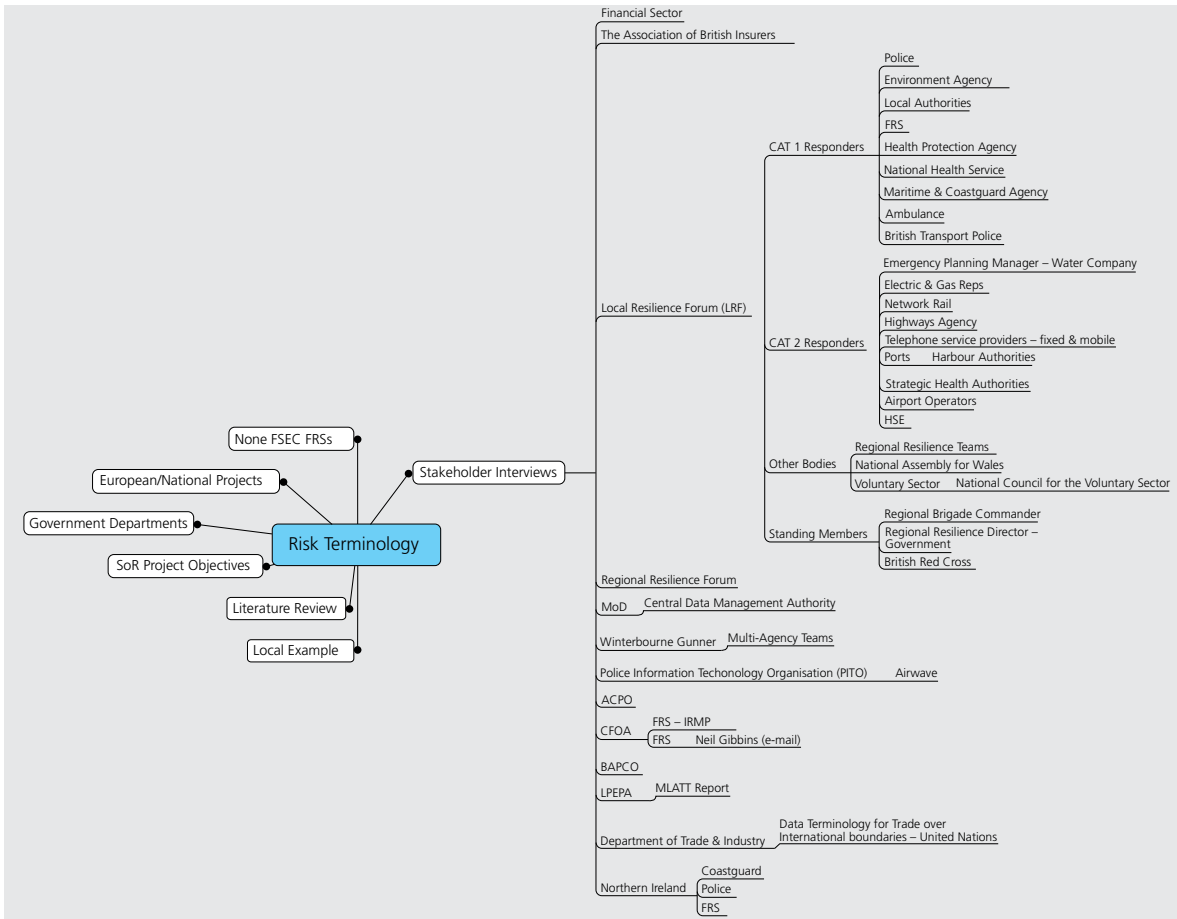 None FSEC FRSs
European/National Projects
Government Departments
SoR Project Objectives
Literature Review
Local Example
Risk Terminology
Stakeholder Interviews
Financial Sector
The Association of British Insurers
Local Resilience Forum (LRF)
CAT 1 Responders
Police
Environment Agency
Local Authorities
FRS
Health Protection Agency
National Health Service
Maritime & Coastguard Agency
Ambulance
British Transport Police
CAT 2 Responders
Emergency Planning Manager – Water Company
Electric & Gas Reps
Network Rail
Highways Agency
Telephone service providers – fixed & mobile
Ports Harbour Authorities
Strategic Health Authorities
Airport Operators
HSE
Other Bodies
Regional Resilience Teams
National Assembly for Wales
Voluntary Sector National Council for the Voluntary Sector
Standing Members
Regional Brigade Commander
Regional Resilience Director –
Government
British Red Cross
Regional Resilience Forum
MoD Central Data Management Authority
Winterbourne Gunner Multi-Agency Teams
Police Information Techonology Organisation (PITO) Airwave
ACPO
CFOA
FRS – IRMP
FRS Neil Gibbins (e-mail)
BAPCO
LPEPA MLATT Report
Department of Trade & Industry
Data Terminology for Trade over
International boundaries – United Nations
Northern Ireland
Coastguard
Police
FRS